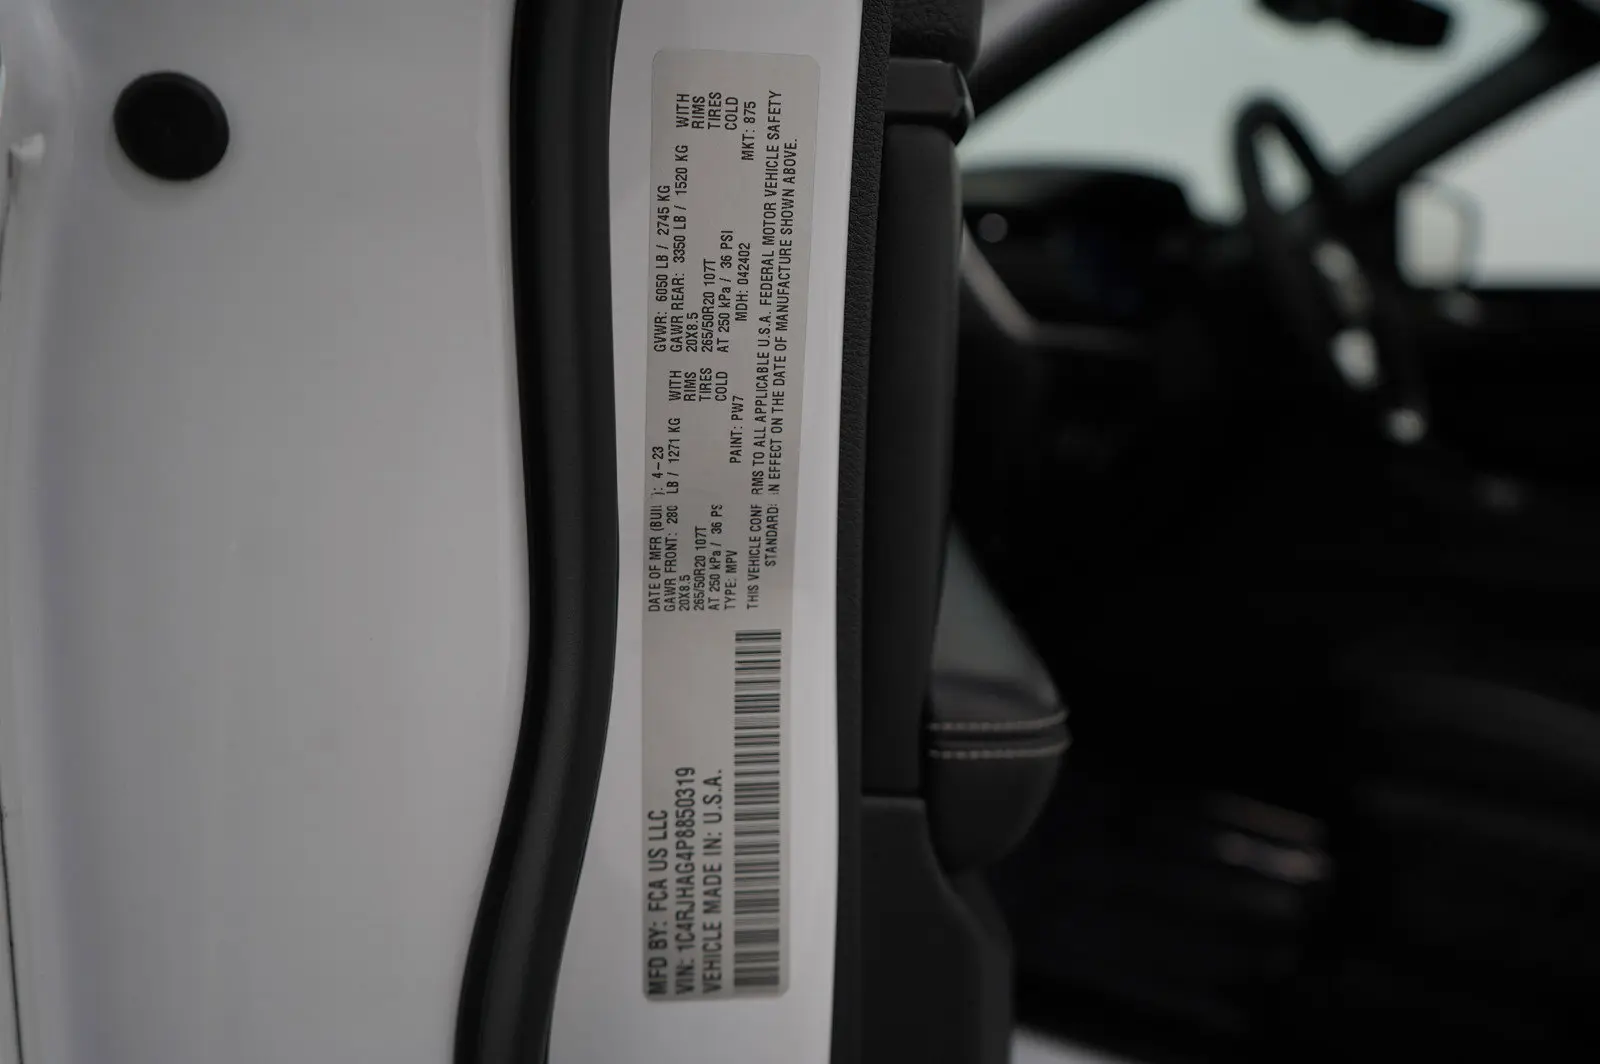 MFD BY: FCA US LLC
VIN: 1C4RJHAG4P8850319
VEHICLE MADE IN: U.S.A.
DATE OF MFR (BUIL ): 4-23 GVWR: 6050 LB / 2745 KG
GAWR FRONT: 280 LB / 1271 KG WITH GAWR REAR: 3350 LB / 1520 KG WITH
20X8.5 RIMS 20X8.5 RIMS
265/50R20 107T TIRES 265/50R20 107T TIRES
AT 250 kPa / 36 PS COLD AT 250 kPa / 36 PSI COLD
TYPE: MPV PAINT: PW7 MDH: 042402 MKT: 875
THIS VEHICLE CONF RMS TO ALL APPLICABLE U.S.A. FEDERAL MOTOR VEHICLE SAFETY
STANDARD IN EFFECT ON THE DATE OF MANUFACTURE SHOWN ABOVE.